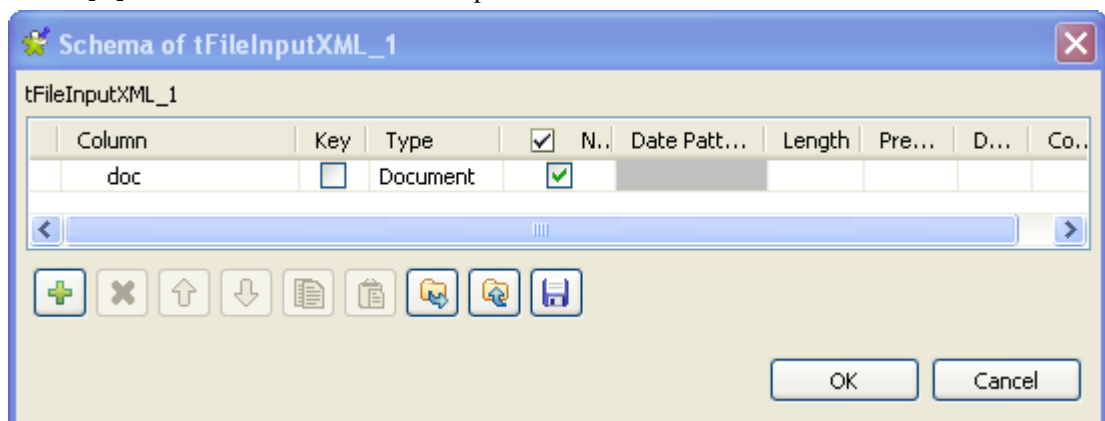 Schema of tFileInputXML_1
tFileInputXML_1
Column Key Type N.. Date Patt... Length Pre... D... Co..
doc Document
OK Cancel